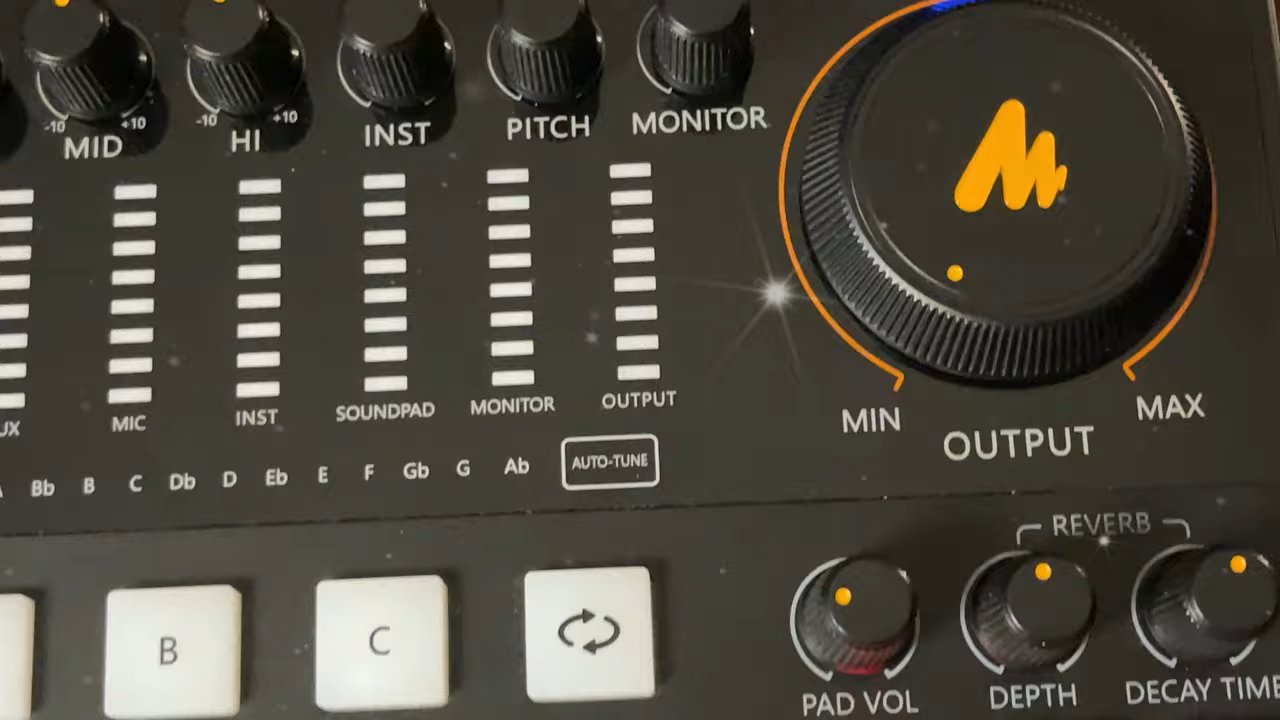 -10 +10 -10 +10
MID HI INST PITCH MONITOR
UX MIC INST SOUNDPAD MONITOR OUTPUT
MIN MAX
OUTPUT
Bb B C Db D Eb E F Gb G Ab AUTO-TUNE
REVERB
B C
PAD VOL DEPTH DECAY TIME